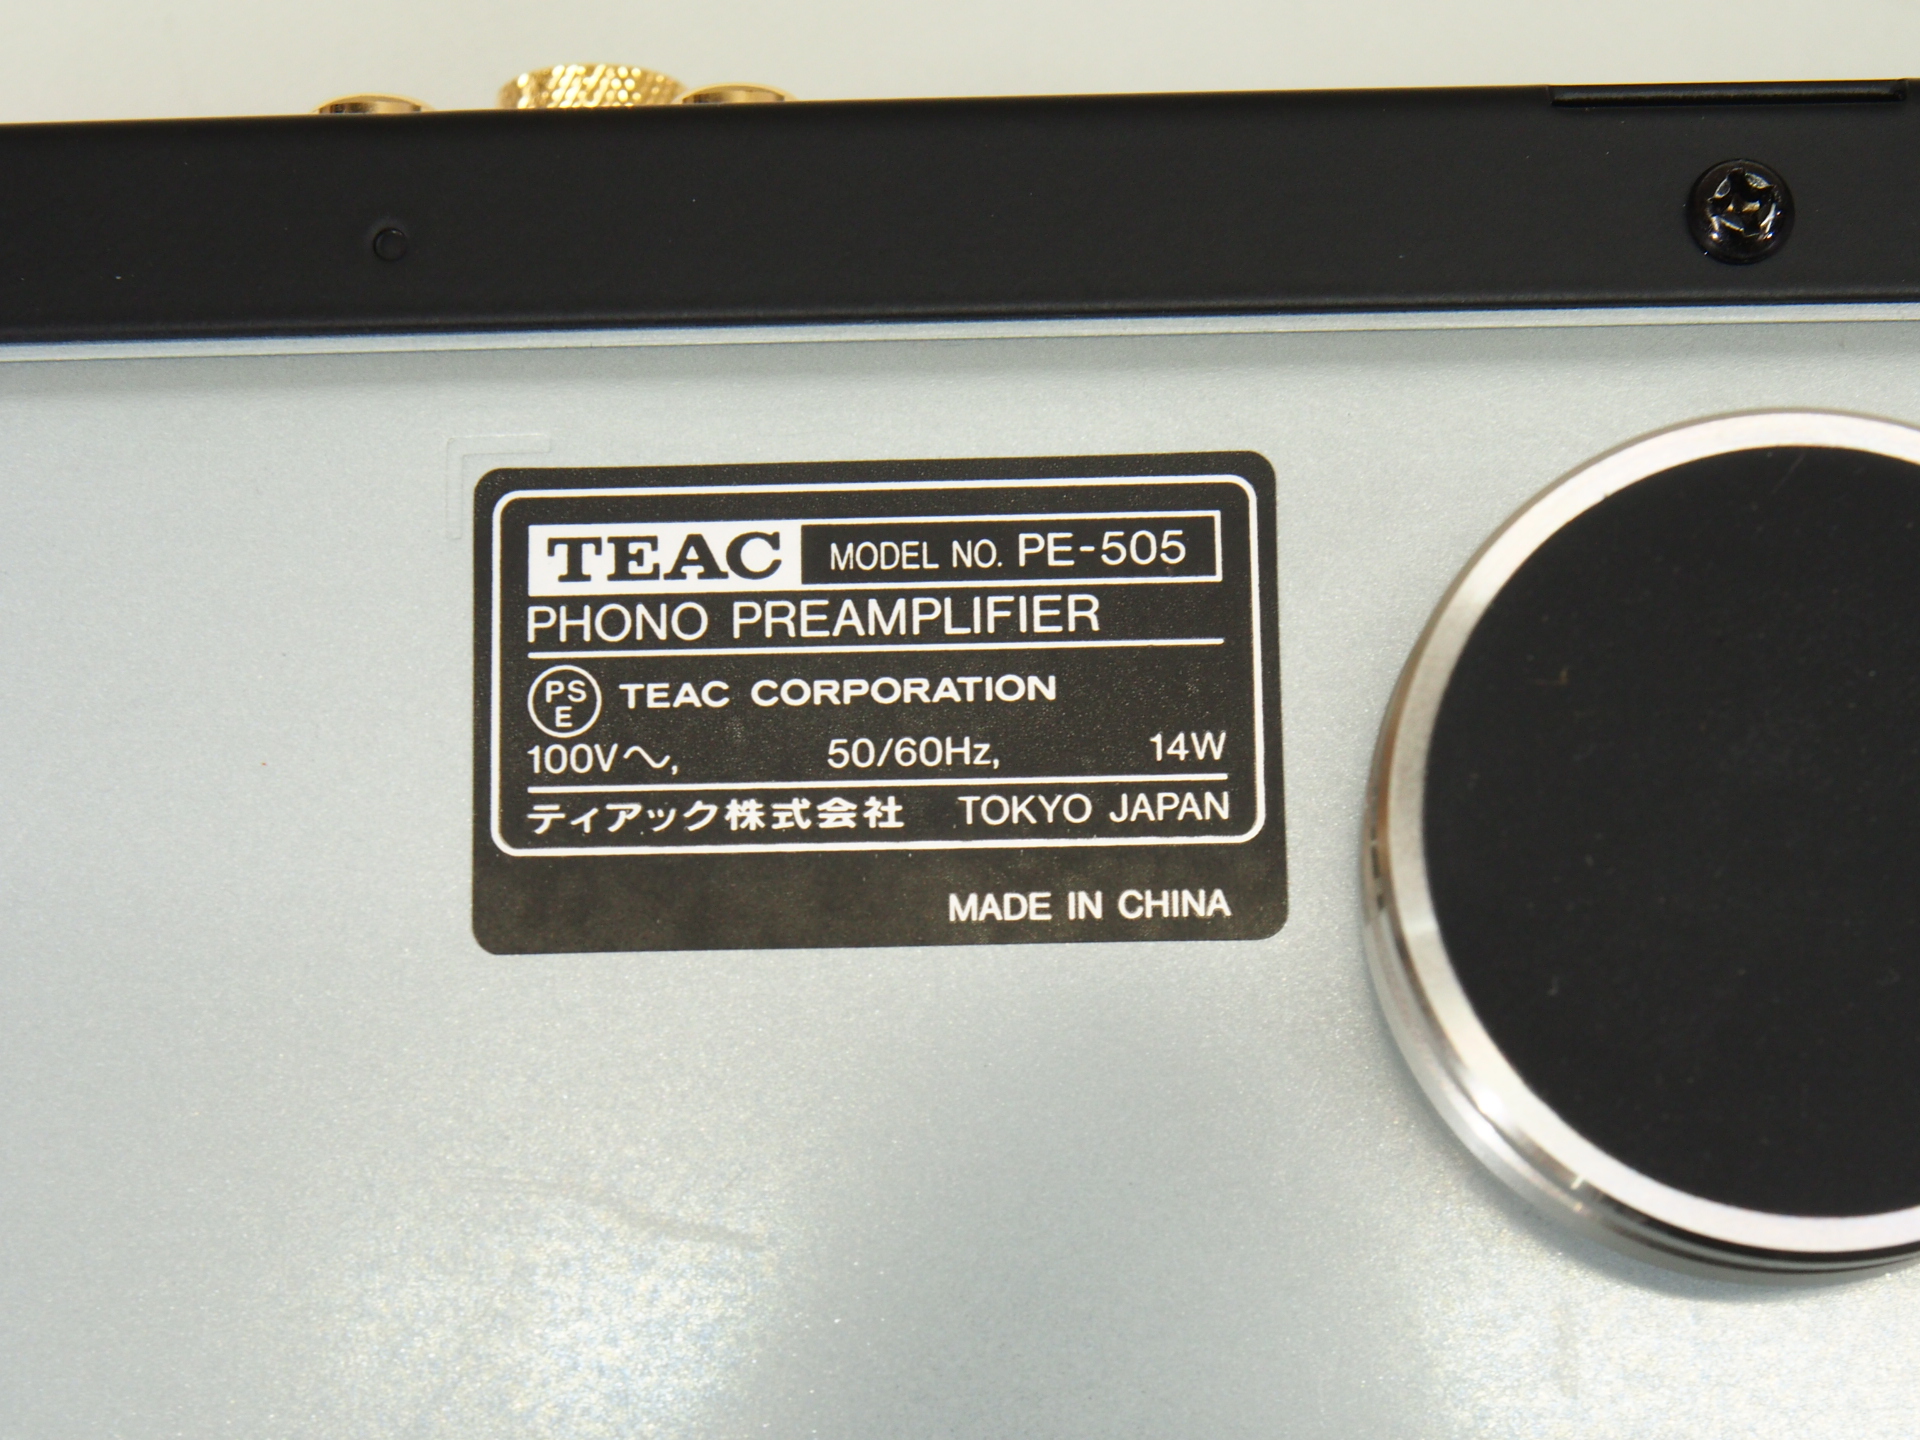 TEAC MODEL NO. PE-505
PHONO PREAMPLIFIER
PSE TEAC CORPORATION
100V～, 50/60Hz, 14W
ティアック株式会社 TOKYO JAPAN
MADE IN CHINA